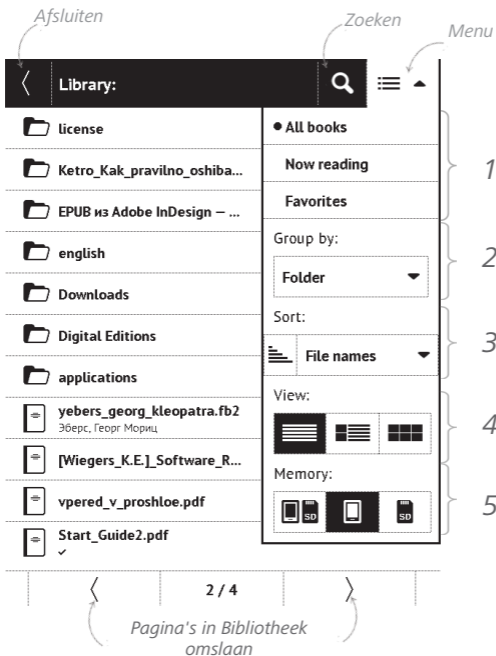 Afsluiten
Zoeken
Menu
Library:
license
Ketro_Kak_pravilno_oshiba...
EPUB из Adobe InDesign — ...
english
Downloads
Digital Editions
applications
yebers_georg_kleopatra.fb2
Эберс, Георг Мориц
[Wiegers_K.E.]_Software_R...
vpered_v_proshloe.pdf
Start_Guide2.pdf
All books
Now reading
Favorites
1
Group by:
Folder
2
Sort:
File names
3
View:
4
Memory:
SD
SD
5
2 / 4
Pagina's in Bibliotheek
omslaan